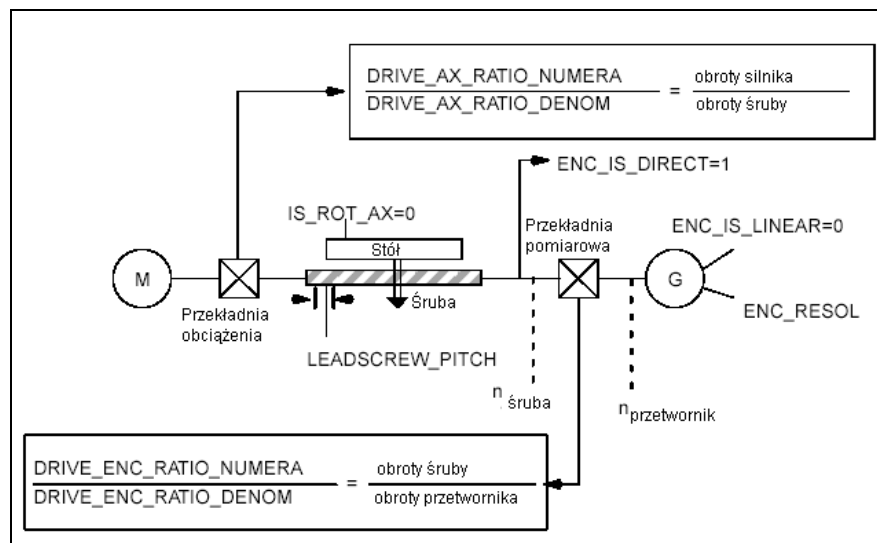 DRIVE_AX_RATIO_NUMERA
DRIVE_AX_RATIO_DENOM
=
obroty silnika
obroty śruby
ENC_IS_DIRECT=1
IS_ROT_AX=0
Stół
Przekładnia
pomiarowa
ENC_IS_LINEAR=0
M
G
Śruba
Przekładnia
obciążenia
ENC_RESOL
LEADSCREW_PITCH
n śruba
n przetwornik
DRIVE_ENC_RATIO_NUMERA
DRIVE_ENC_RATIO_DENOM
=
obroty śruby
obroty przetwornika